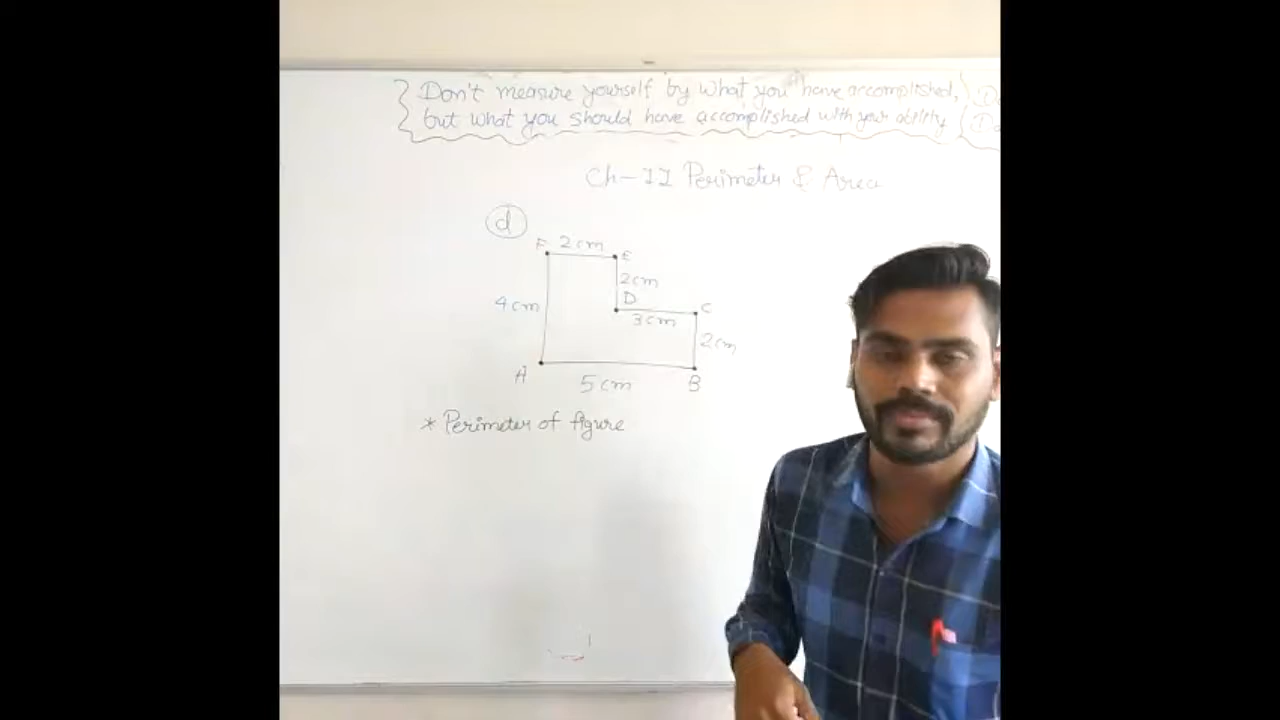 Don't measure yourself by what you have accomplished,
but what you should have accomplished with your ability
Ch-11 Perimeter & Area
d
F 2cm E
2cm
D C
4cm
3cm
2cm
A 5cm B
* Perimeter of figure